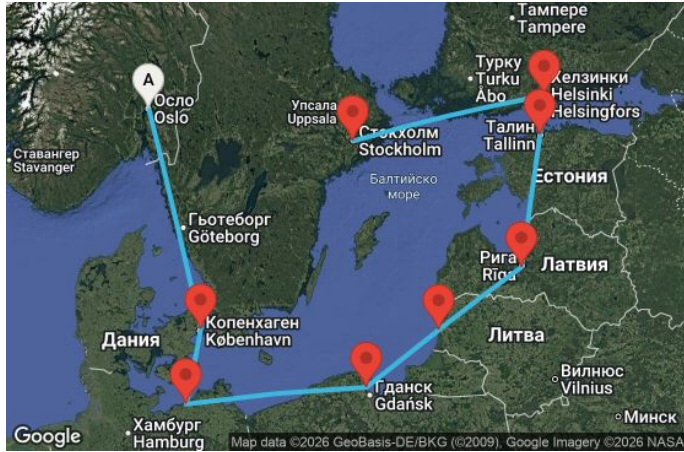 Тампере
Tampere
A
Осло
Oslo
Турку
Turku
Åbo
Хелзинки
Helsinki
Helsingfors
Упсала
Uppsala
Стокхолм
Stockholm
Талин
Tallinn
Ставангер
Stavanger
Балтийско
море
ЕСТОНИЯ
Гьотеборг
Göteborg
Рига
Rīga
ЛАТВИЯ
Копенхаген
København
Дания
ЛИТВА
Вилнюс
Vilnius
Гданск
Gdańsk
Хамбург
Hamburg
Минск
Google
Map data ©2026 GeoBasis-DE/BKG (©2009), Google Imagery ©2026 NASA